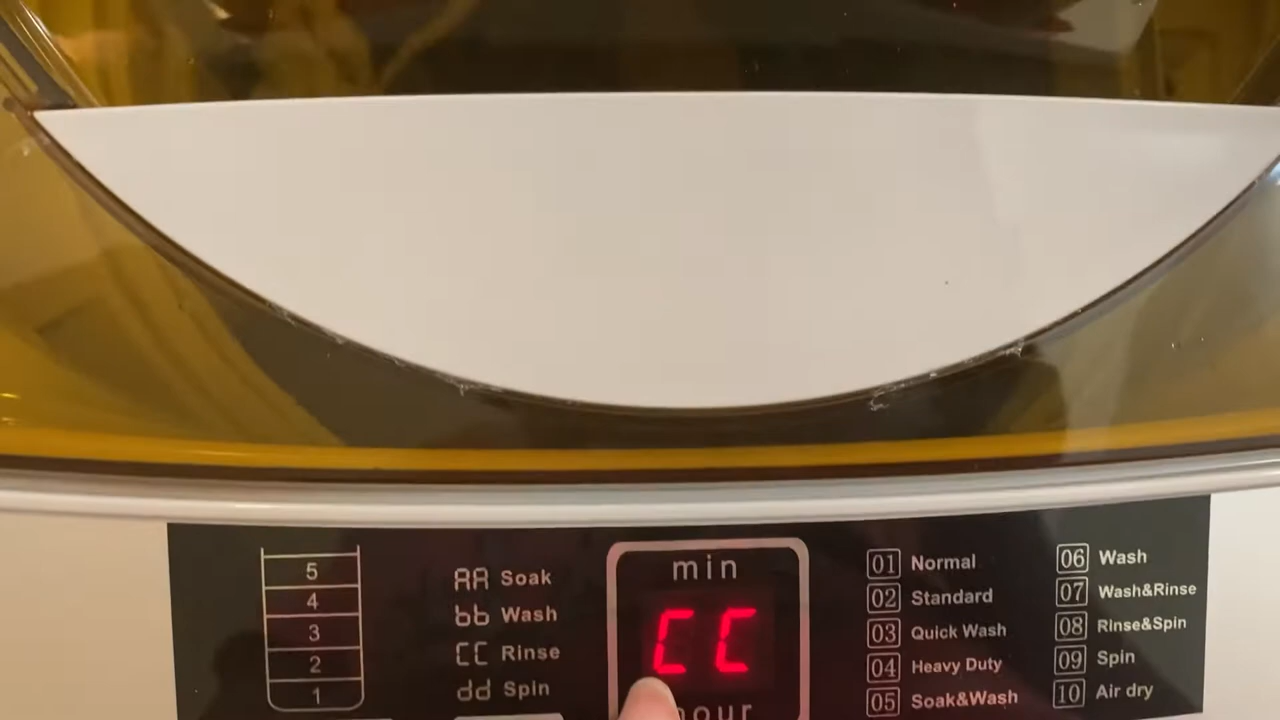 5
4
3
2
1
AA Soak
bb Wash
CC Rinse
dd Spin
min
CC
hour
01 Normal
02 Standard
03 Quick Wash
04 Heavy Duty
05 Soak&Wash
06 Wash
07 Wash&Rinse
08 Rinse&Spin
09 Spin
10 Air dry